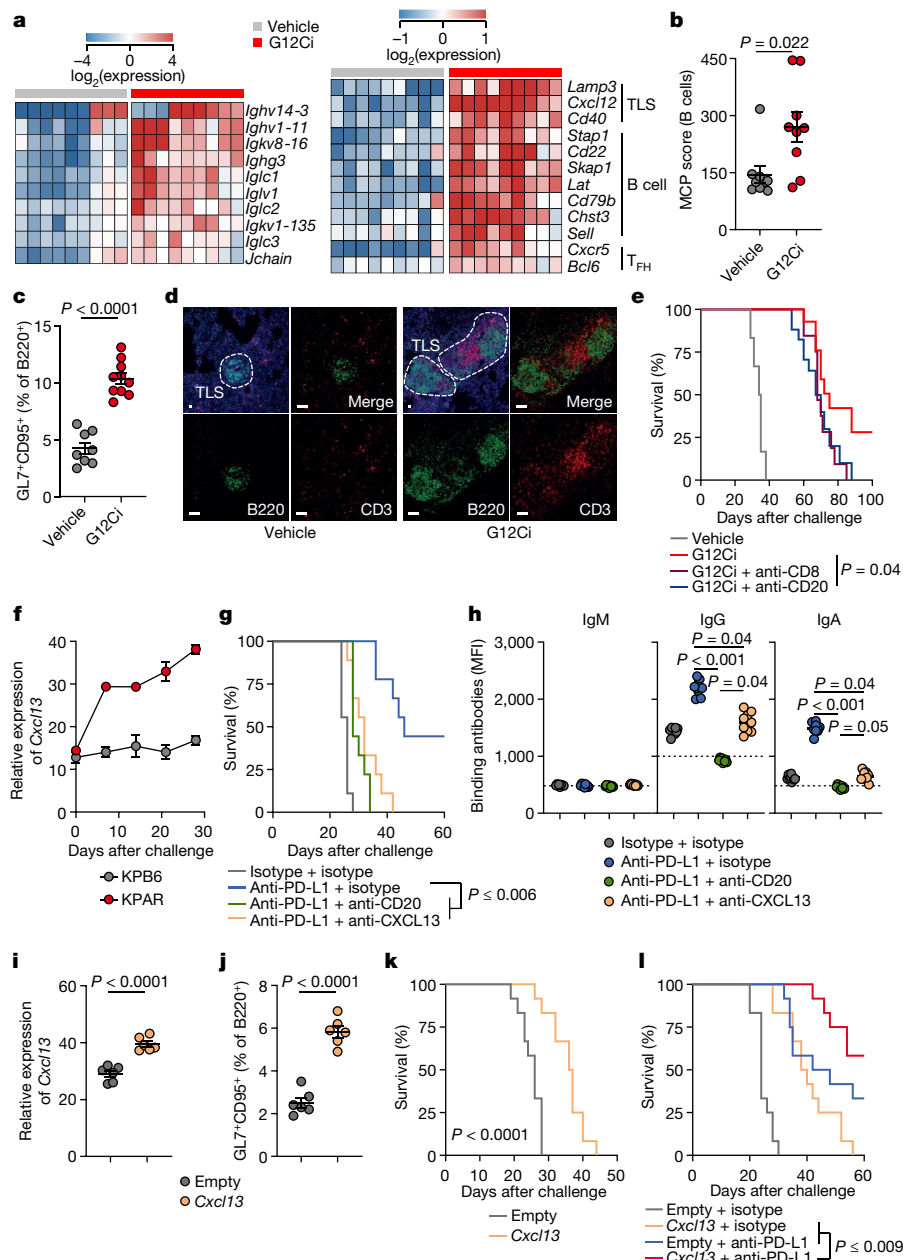 a
−4 0 4
log2(expression)
Vehicle
G12Ci
−1 0 1
log2(expression)
Ighv14-3
Ighv1-11
Igkv8-16
Ighg3
Iglc1
Iglv1
Iglc2
Igkv1-135
Iglc3
Jchain
Lamp3
Cxcl12
Cd40
Stap1
Cd22
Skap1
Lat
Cd79b
Chst3
Sell
Cxcr5
Bcl6
TLS
B cell
TFH
b
P = 0.022
MCP score (B cells)
450
300
150
0
Vehicle
G12Ci
c
P < 0.0001
GL7+CD95+ (% of B220+)
15
10
5
0
Vehicle
G12Ci
d
TLS
Merge
B220
CD3
Vehicle
TLS
Merge
B220
CD3
G12Ci
e
Survival (%)
100
75
50
25
0
0 20 40 60 80 100
Days after challenge
Vehicle
G12Ci
G12Ci + anti-CD8
G12Ci + anti-CD20
P = 0.04
f
Relative expression
of Cxcl13
40
30
20
10
0
0 10 20 30
Days after challenge
KPB6
KPAR
g
Survival (%)
100
75
50
25
0
0 20 40 60
Days after challenge
Isotype + isotype
Anti-PD-L1 + isotype
Anti-PD-L1 + anti-CD20
Anti-PD-L1 + anti-CXCL13
P ≤ 0.006
h
IgM IgG IgA
Binding antibodies (MFI)
3,000
2,000
1,000
0
P = 0.04
P < 0.001
P = 0.04
P = 0.04
P < 0.001
P = 0.05
Isotype + isotype
Anti-PD-L1 + isotype
Anti-PD-L1 + anti-CD20
Anti-PD-L1 + anti-CXCL13
i
P < 0.0001
Relative expression
of Cxcl13
60
40
20
0
j
P < 0.0001
GL7+CD95+ (% of B220+)
8
6
4
2
0
Empty
Cxcl13
k
Survival (%)
100
75
50
25
0
P < 0.0001
0 10 20 30 40 50
Days after challenge
Empty
Cxcl13
l
Survival (%)
100
75
50
25
0
0 20 40 60
Days after challenge
Empty + isotype
Cxcl13 + isotype
Empty + anti-PD-L1
Cxcl13 + anti-PD-L1
P ≤ 0.009